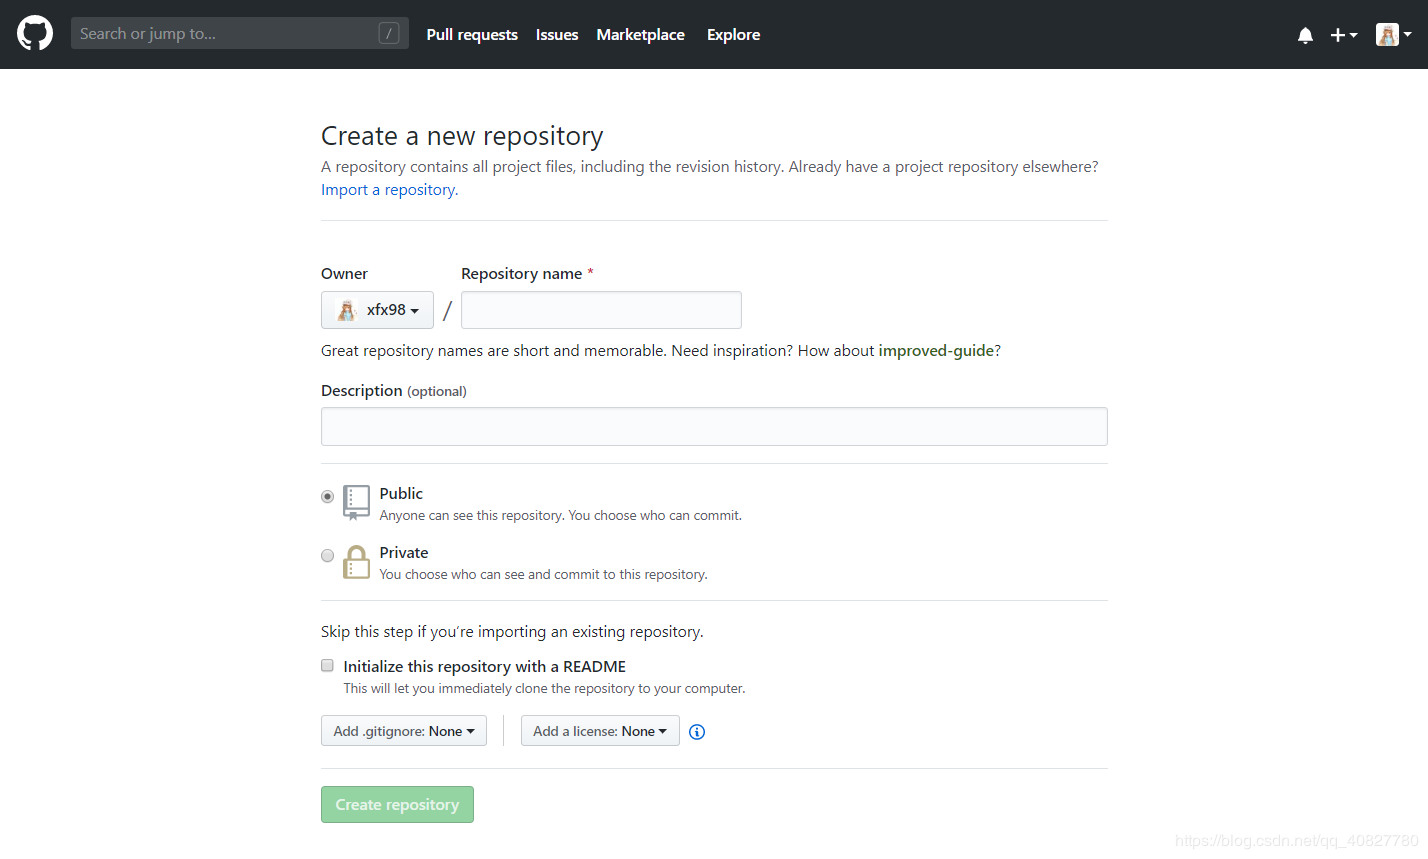 Search or jump to... /
Pull requests Issues Marketplace Explore
Create a new repository
A repository contains all project files, including the revision history. Already have a project repository elsewhere?
Import a repository.
Owner Repository name *
xfx98 /
Great repository names are short and memorable. Need inspiration? How about improved-guide?
Description (optional)
Public
Anyone can see this repository. You choose who can commit.
Private
You choose who can see and commit to this repository.
Skip this step if you’re importing an existing repository.
Initialize this repository with a README
This will let you immediately clone the repository to your computer.
Add .gitignore: None Add a license: None
Create repository
https://blog.csdn.net/qq_40827780